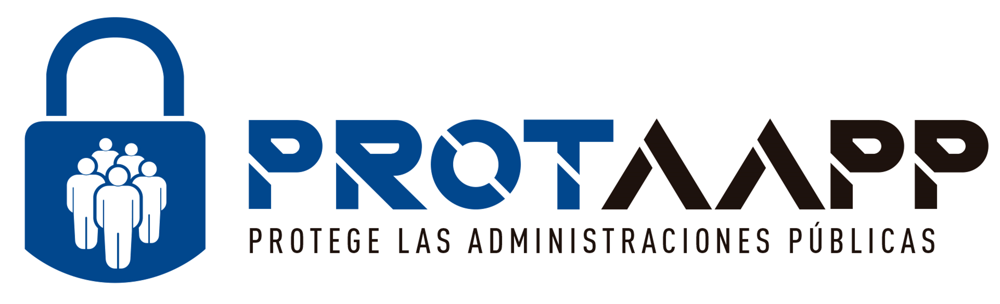 PROTAAPP
PROTEGE LAS ADMINISTRACIONES PÚBLICAS